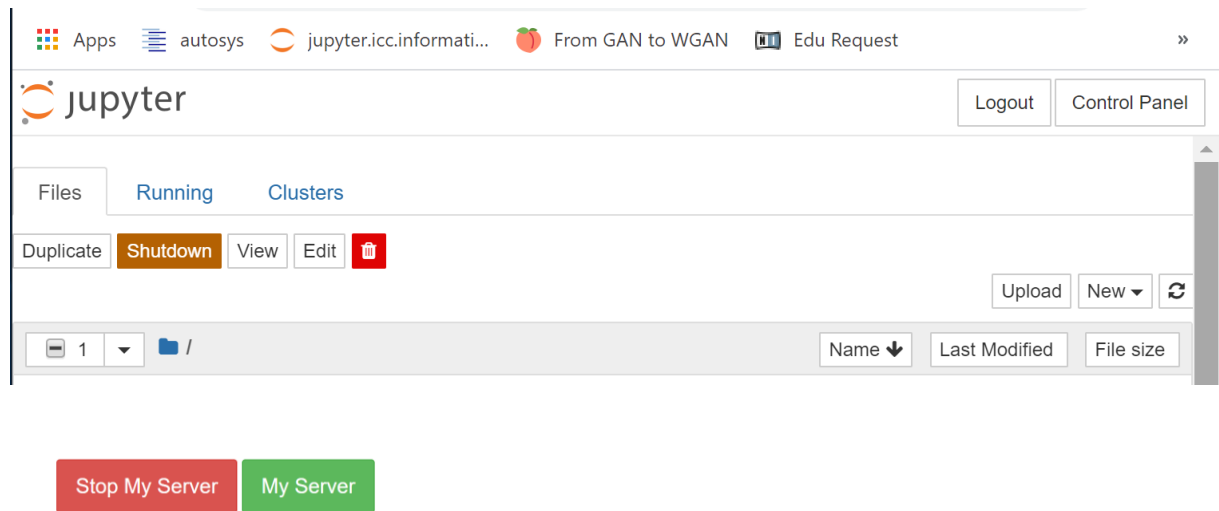 Apps autosys jupyter.icc.informati... From GAN to WGAN Edu Request »
jupyter Logout Control Panel
Files Running Clusters
Duplicate Shutdown View Edit
Upload New
1 / Name Last Modified File size
Stop My Server My Server